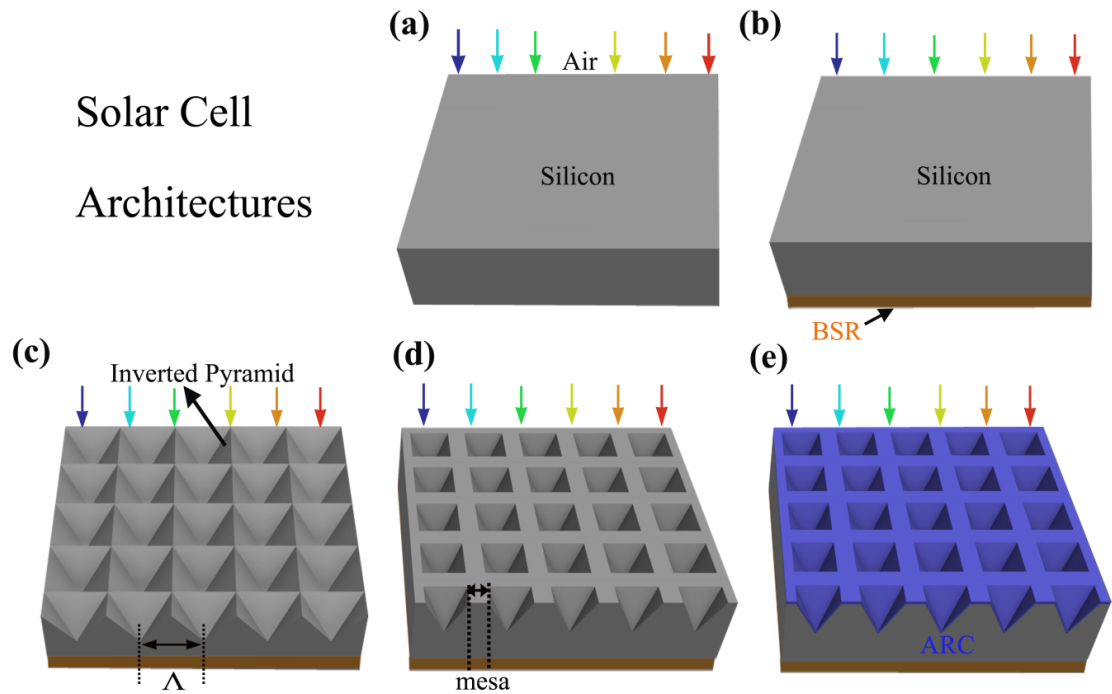 Solar Cell
Architectures
(a)
Air
Silicon
(b)
Silicon
BSR
(c)
Inverted Pyramid
Λ
(d)
mesa
(e)
ARC